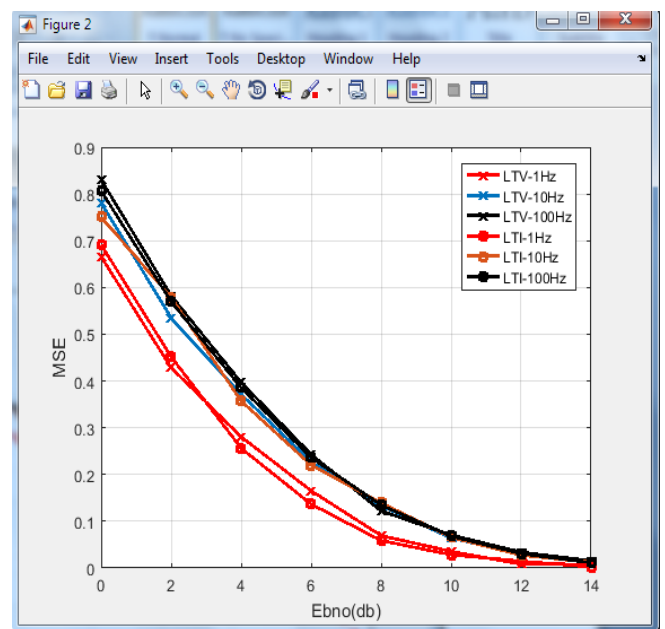 Figure 2
File Edit View Insert Tools Desktop Window Help
0.9
0.8
0.7
0.6
0.5
0.4
0.3
0.2
0.1
0
MSE
LTV-1Hz
LTV-10Hz
LTV-100Hz
LTI-1Hz
LTI-10Hz
LTI-100Hz
0 2 4 6 8 10 12 14
Ebno(db)